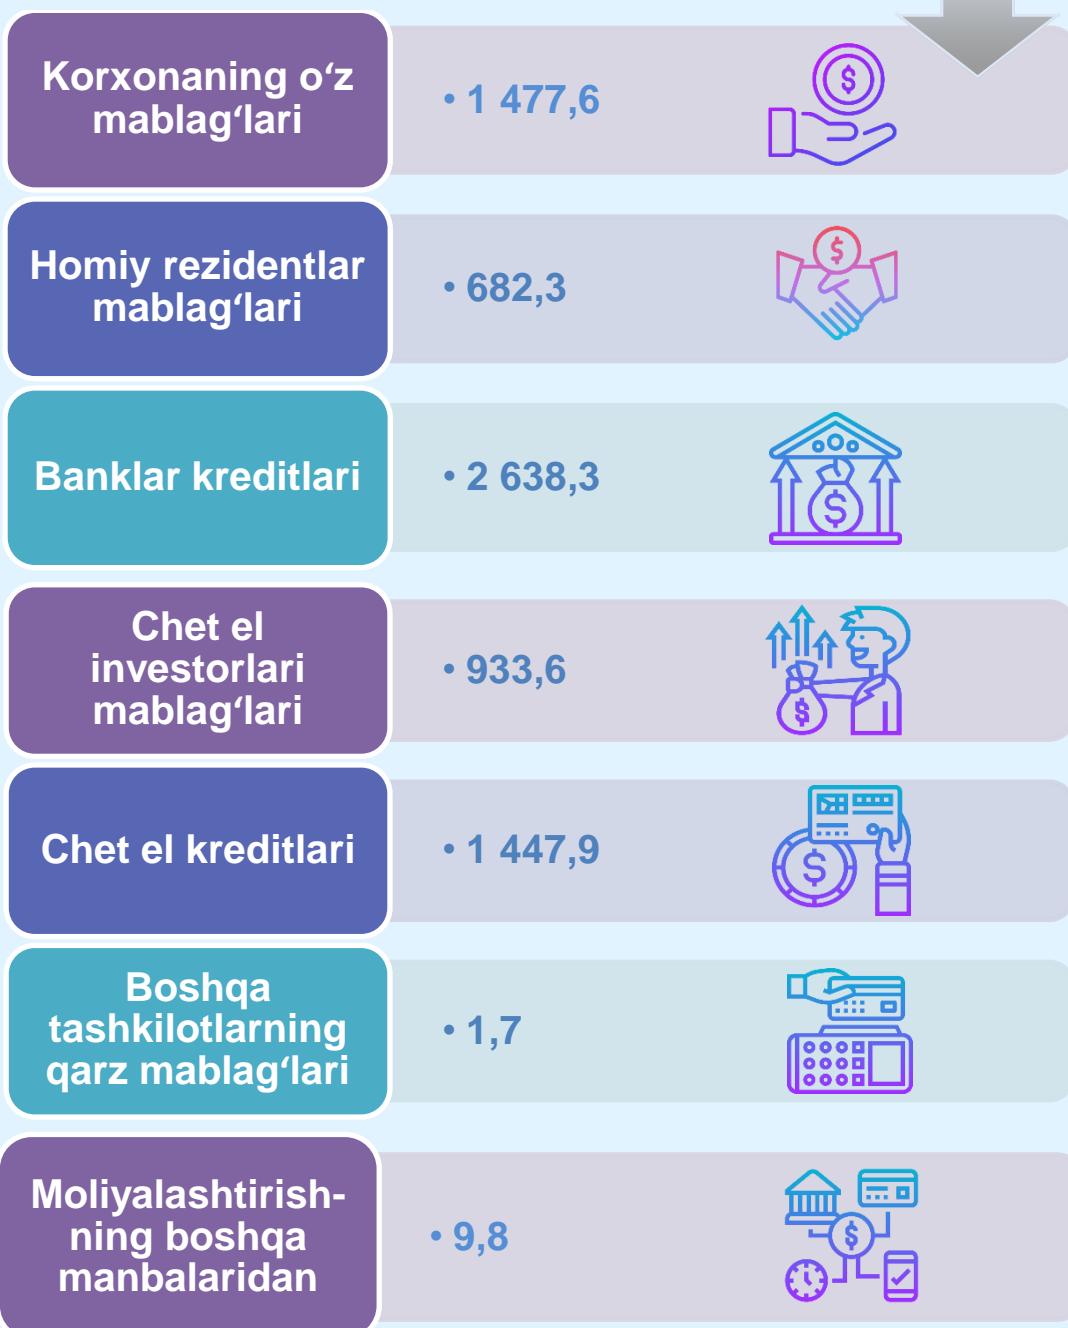 Korxonaning o‘z
mablag‘lari
• 1 477,6
Homiy rezidentlar
mablag‘lari
• 682,3
Banklar kreditlari
• 2 638,3
Chet el
investorlari
mablag‘lari
• 933,6
Chet el kreditlari
• 1 447,9
Boshqa
tashkilotlarning
qarz mablag‘lari
• 1,7
Moliyalashtirish-
ning boshqa
manbalaridan
• 9,8